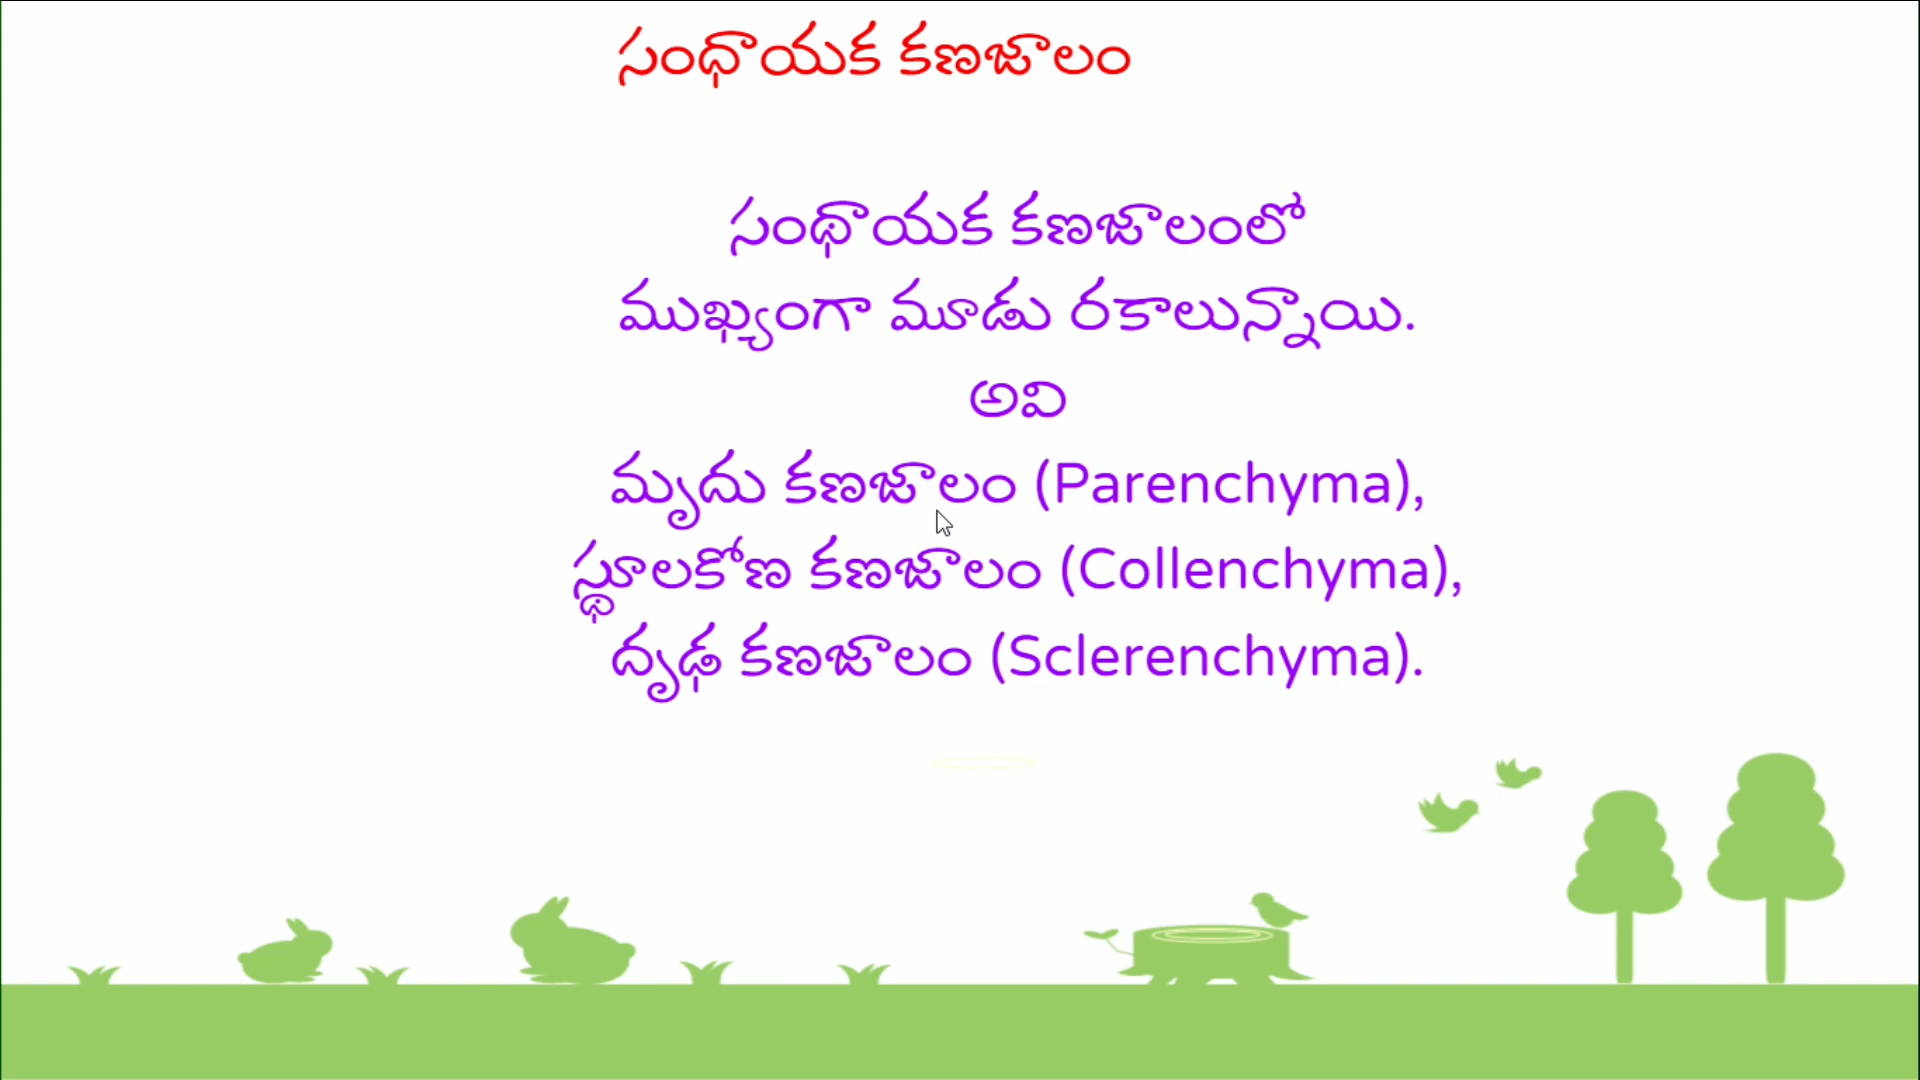 సంధాయక కణజాలం
సంథాయక కణజాలంలో
ముఖ్యంగా మూడు రకాలున్నాయి.
అవి
మృదు కణజాలం (Parenchyma),
స్థూలకోణ కణజాలం (Collenchyma),
దృఢ కణజాలం (Sclerenchyma).